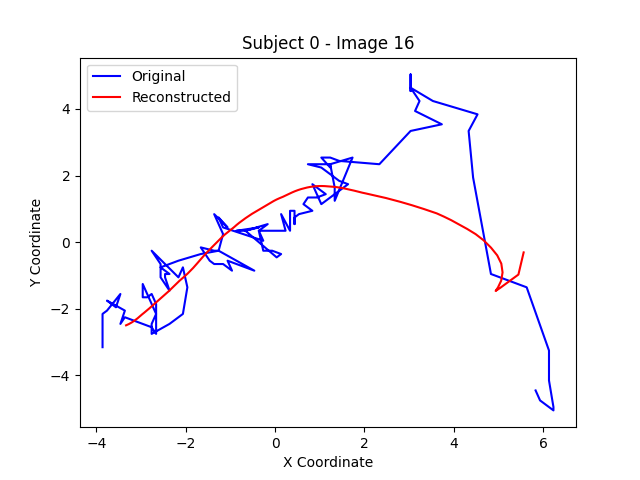 Subject 0 - Image 16
Original
Reconstructed
Y Coordinate
4
2
0
−2
−4
−4 −2 0 2 4 6
X Coordinate